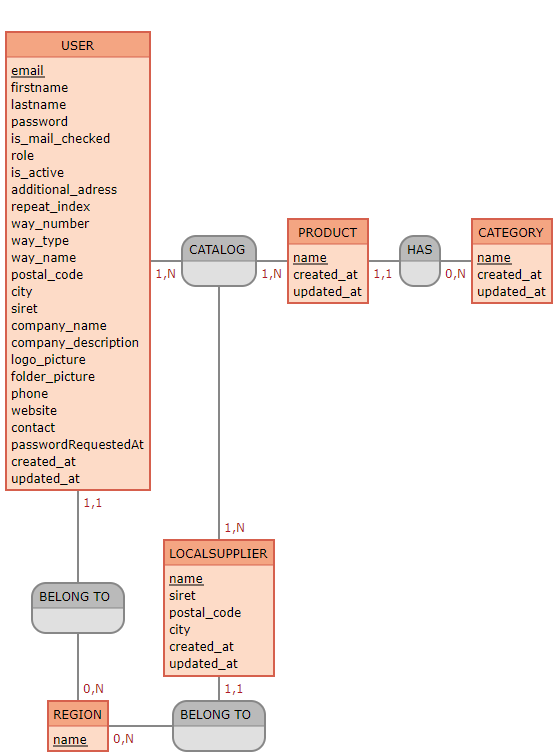 USER
email
firstname
lastname
password
is_mail_checked
role
is_active
additional_adress
repeat_index
way_number
way_type
way_name
postal_code
city
siret
company_name
company_description
logo_picture
folder_picture
phone
website
contact
passwordRequestedAt
created_at
updated_at
1,N
CATALOG
1,N
PRODUCT
name
created_at
updated_at
1,1
HAS
0,N
CATEGORY
name
created_at
updated_at
1,1
1,N
LOCALSUPPLIER
name
siret
postal_code
city
created_at
updated_at
BELONG TO
0,N
1,1
REGION
name
0,N
BELONG TO